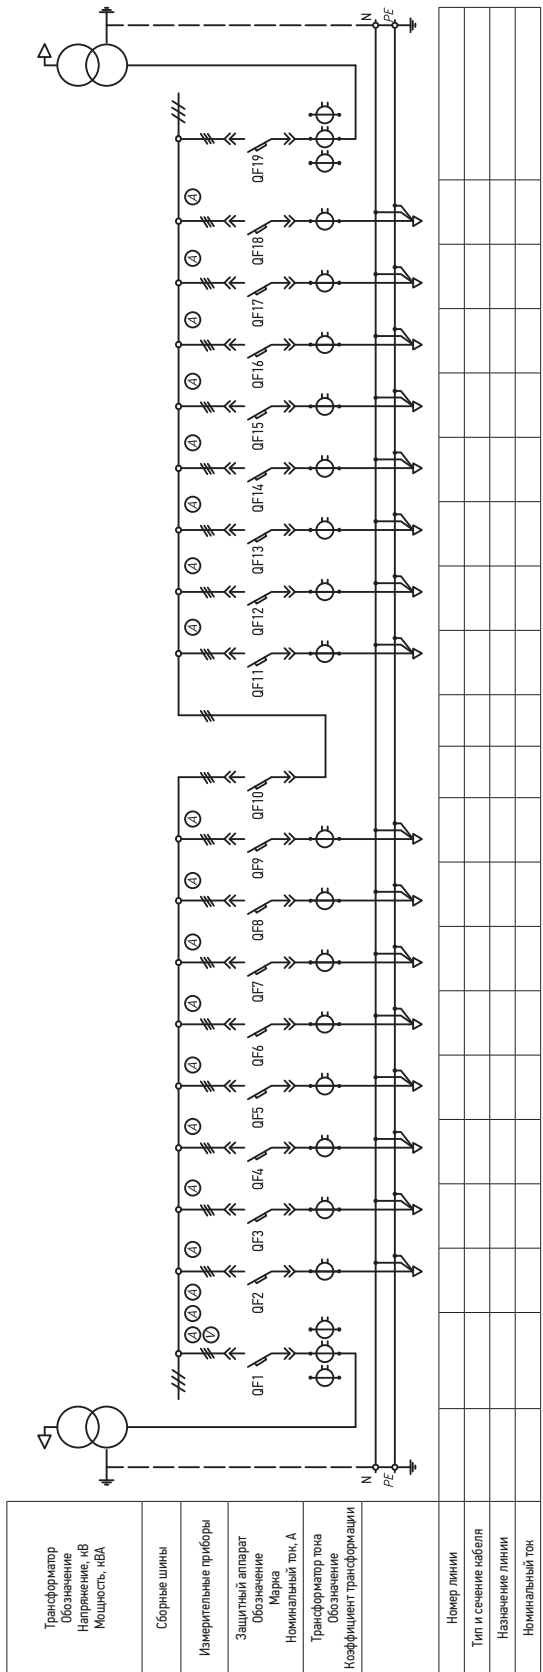 Трансформатор
Обозначение
Напряжение, кВ
Мощность, кВА
Сборные шины
Измерительные приборы
Защитный аппарат
Обозначение
Марка
Номинальный ток, А
Трансформатор тока
Обозначение
Коэффициент трансформации
Номер линии
Тип и сечение кабеля
Назначение линии
Номинальный ток
N
PE
QF1
A
V
A
A
QF2
A
QF3
A
QF4
A
QF5
A
QF6
A
QF7
A
QF8
A
QF9
A
QF10
QF11
A
QF12
A
QF13
A
QF14
A
QF15
A
QF16
A
QF17
A
QF18
A
QF19
N
PE